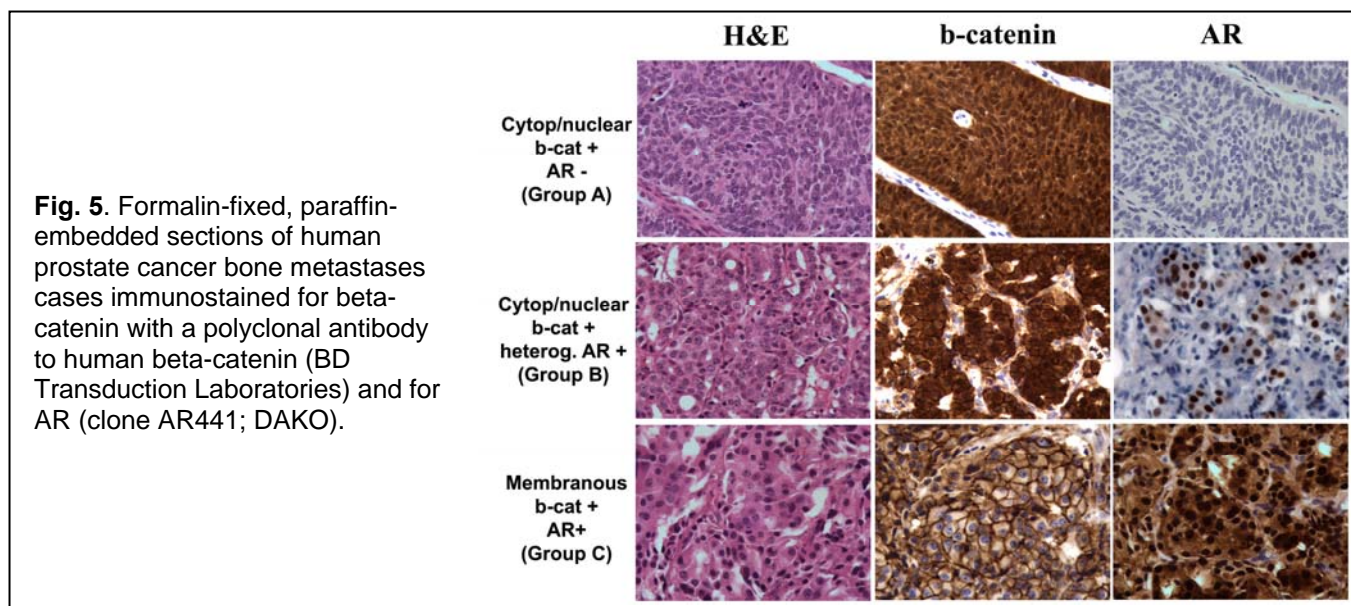 H&E b-catenin AR
Cytop/nuclear
b-cat +
AR -
(Group A)
Fig. 5. Formalin-fixed, paraffin-
embedded sections of human
prostate cancer bone metastases
cases immunostained for beta-
catenin with a polyclonal antibody
to human beta-catenin (BD
Transduction Laboratories) and for
AR (clone AR441; DAKO).
Cytop/nuclear
b-cat +
heterog. AR +
(Group B)
Membranous
b-cat +
AR+
(Group C)